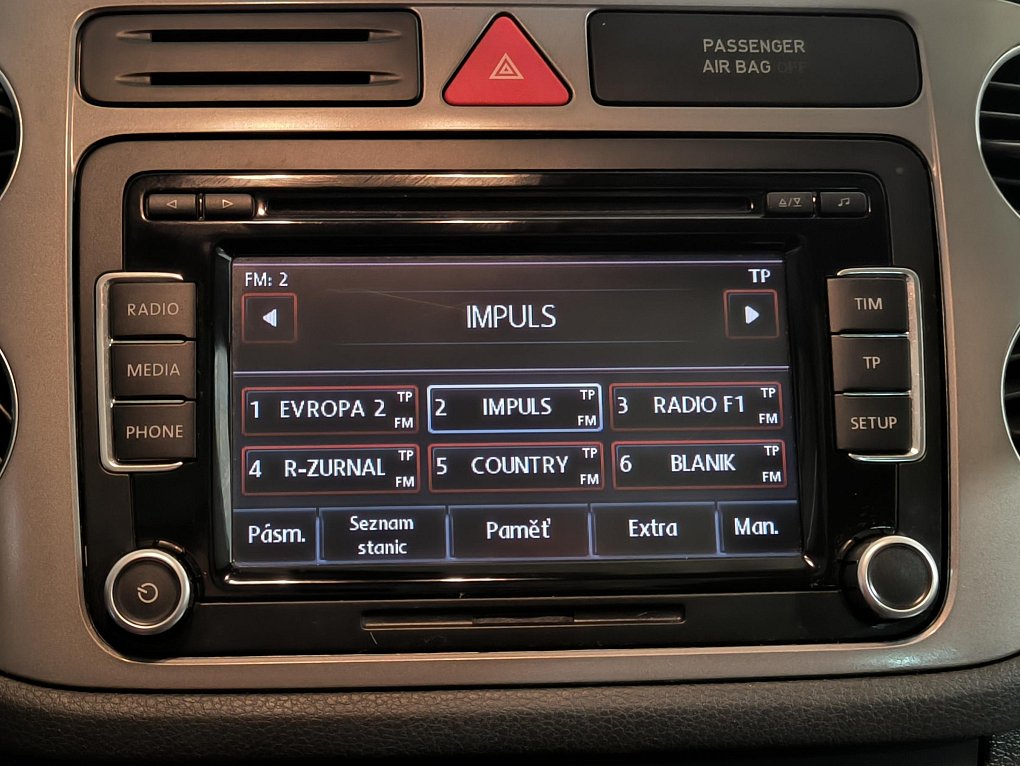 PASSENGER
AIR BAG OFF
RADIO
MEDIA
PHONE
FM: 2
TP
IMPULS
1 EVROPA 2 TP FM
2 IMPULS TP FM
3 RADIO F1 TP FM
4 R-ZURNAL TP FM
5 COUNTRY TP FM
6 BLANIK TP FM
Pásm.
Seznam
stanic
Paměť
Extra
Man.
TIM
TP
SETUP